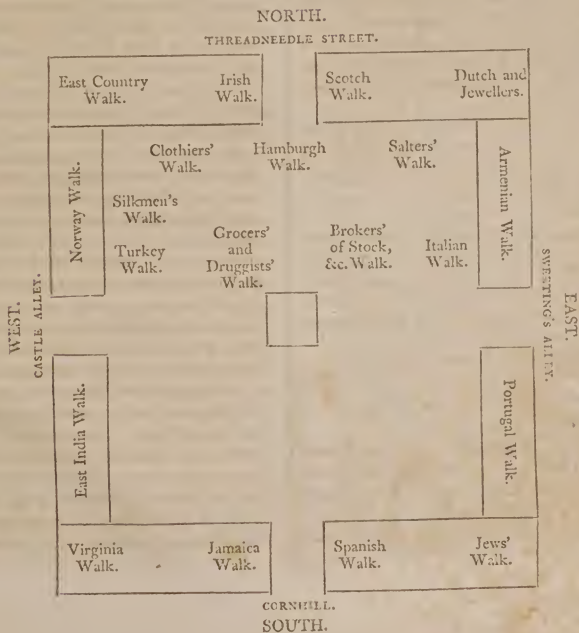 NORTH.
THREADNEEDLE STREET.
East Country
Walk.
Irish
Walk.
Scotch
Walk.
Dutch and
Jewellers.
Clothiers'
Walk.
Hamburgh
Walk.
Salters'
Walk.
Norway Walk.
Armenian Walk.
Silkmen's
Walk.
Turkey
Walk.
Grocers'
and
Druggists'
Walk.
Brokers'
of Stock,
&c. Walk.
Italian
Walk.
WEST.
CASTLE ALLEY.
SWEETING'S ALLEY.
EAST.
East India Walk.
Portugal Walk.
Virginia
Walk.
Jamaica
Walk.
Spanish
Walk.
Jews'
Walk.
CORNHILL.
SOUTH.